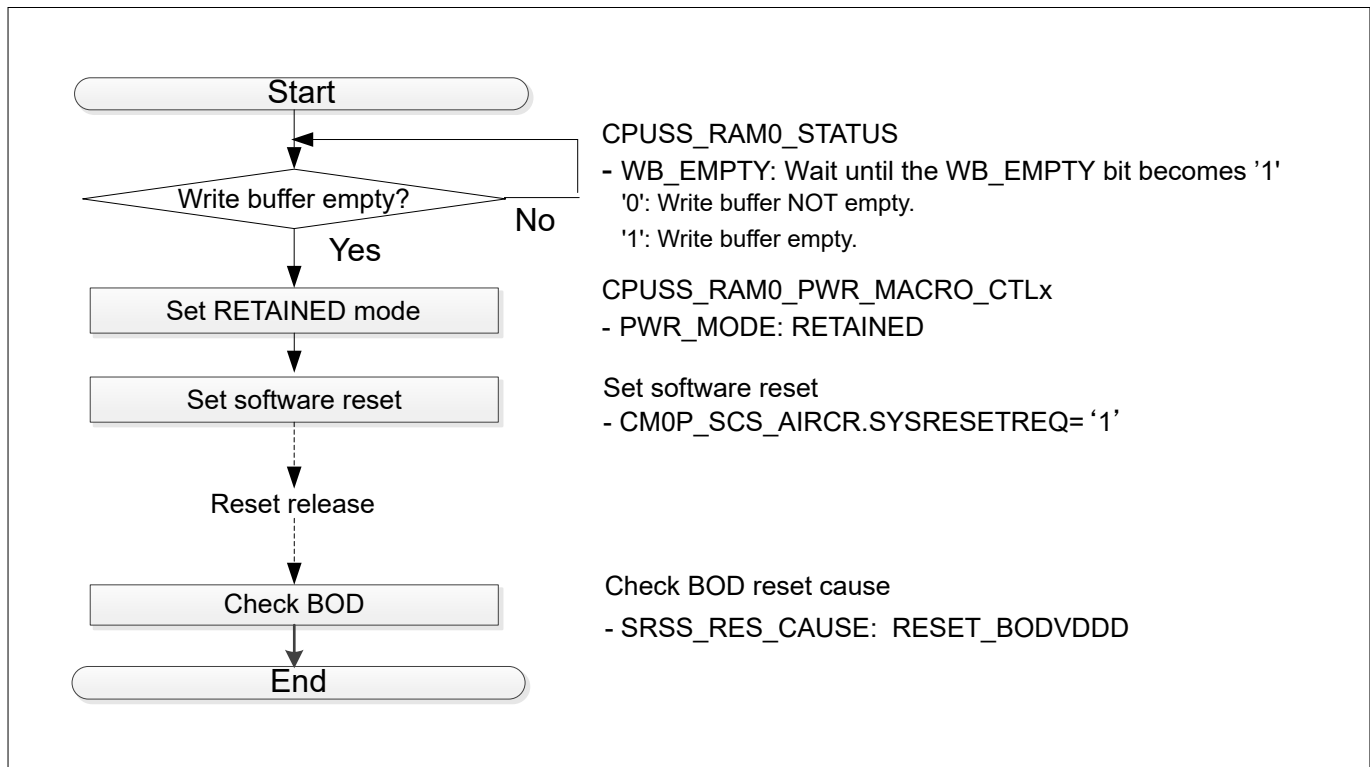 Start
CPUSS_RAM0_STATUS
- WB_EMPTY: Wait until the WB_EMPTY bit becomes ’1'
Write buffer empty?
'0': Write buffer NOT empty.
No
'1': Write buffer empty.
Yes
CPUSS_RAM0_PWR_MACRO_CTLx
Set RETAINED mode
- PWR_MODE: RETAINED
Set software reset
Set software reset
- CM0P_SCS_AIRCR.SYSRESETREQ= ‘1’
Reset release
Check BOD reset cause
Check BOD
- SRSS_RES_CAUSE: RESET_BODVDDD
End